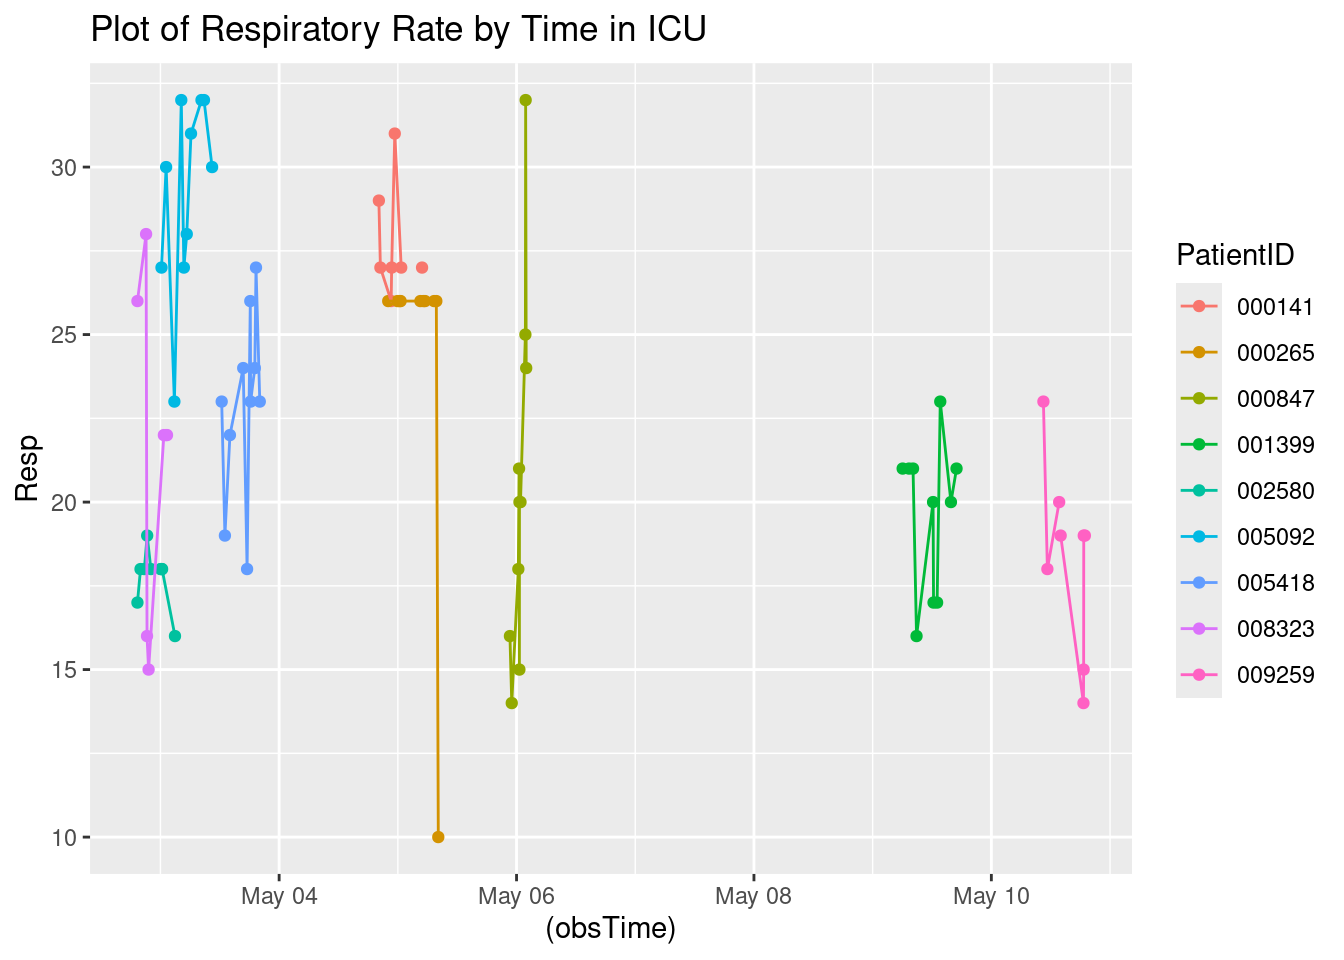 Plot of Respiratory Rate by Time in ICU
Resp
30
25
20
15
10
May 04
May 06
May 08
May 10
(obsTime)
PatientID
000141
000265
000847
001399
002580
005092
005418
008323
009259